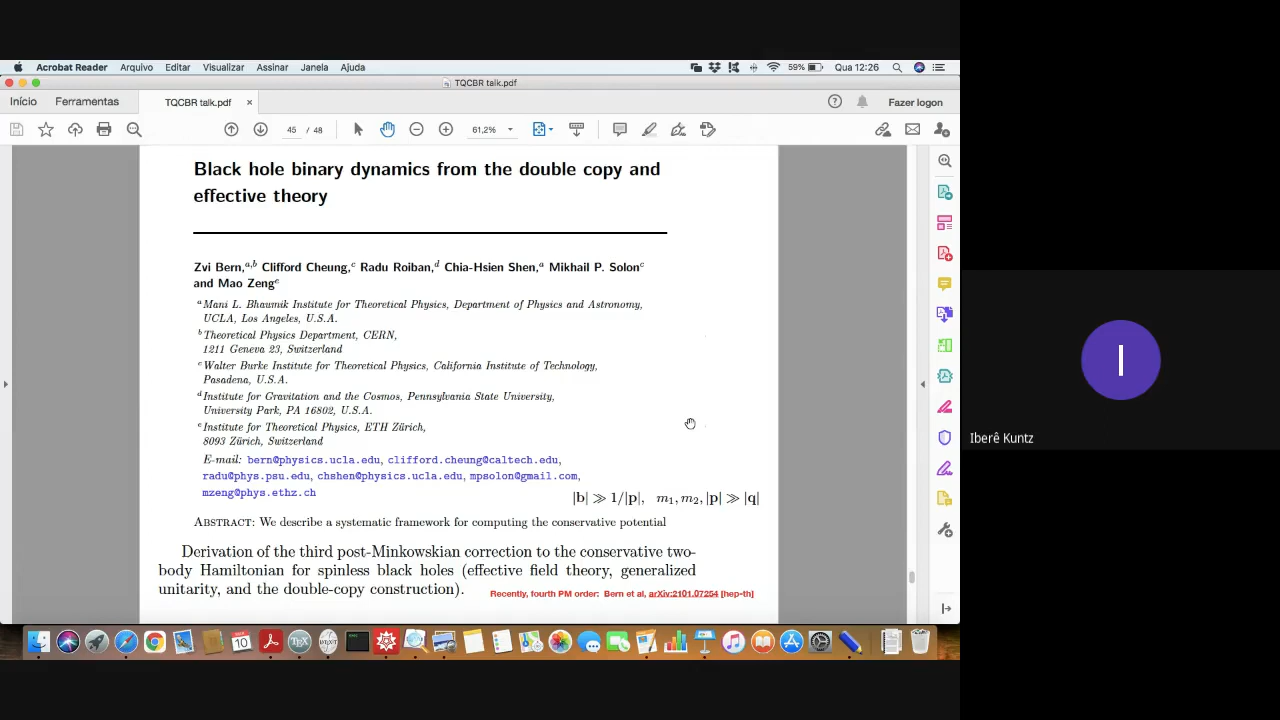 Acrobat Reader Arquivo Editar Visualizar Assinar Janela Ajuda 59% Qua 12:26
TQCBR talk.pdf
Início Ferramentas TQCBR talk.pdf × Fazer logon
45 / 48 61,2%
Black hole binary dynamics from the double copy and
effective theory
Zvi Bern,a,b Clifford Cheung,c Radu Roiban,d Chia-Hsien Shen,a Mikhail P. Solonc
and Mao Zenge
aMani L. Bhaumik Institute for Theoretical Physics, Department of Physics and Astronomy,
UCLA, Los Angeles, U.S.A.
bTheoretical Physics Department, CERN,
1211 Geneva 23, Switzerland
cWalter Burke Institute for Theoretical Physics, California Institute of Technology,
Pasadena, U.S.A.
dInstitute for Gravitation and the Cosmos, Pennsylvania State University,
University Park, PA 16802, U.S.A.
eInstitute for Theoretical Physics, ETH Zürich,
8093 Zürich, Switzerland
E-mail: bern@physics.ucla.edu, clifford.cheung@caltech.edu,
radu@phys.psu.edu, chshen@physics.ucla.edu, mpsolon@gmail.com,
mzeng@phys.ethz.ch
|b| ≫ 1/|p|, m1, m2, |p| ≫ |q|
Abstract: We describe a systematic framework for computing the conservative potential
Derivation of the third post-Minkowskian correction to the conservative two-
body Hamiltonian for spinless black holes (effective field theory, generalized
unitarity, and the double-copy construction).
Recently, fourth PM order: Bern et al, arXiv:2101.07254 [hep-th]
I
Iberê Kuntz
10